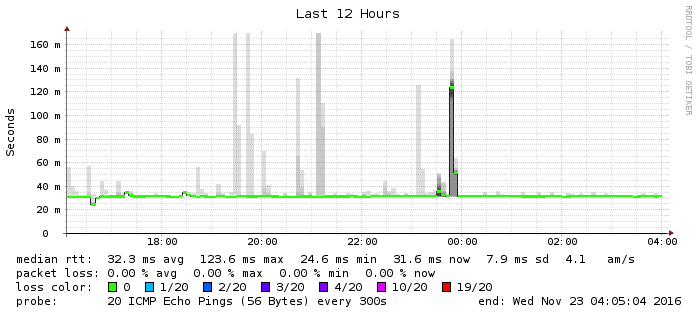 Last 12 Hours
RRDTOOL / TOBI OETIKER
Seconds
160 m
140 m
120 m
100 m
80 m
60 m
40 m
20 m
0
18:00 20:00 22:00 00:00 02:00 04:00
median rtt: 32.3 ms avg 123.6 ms max 24.6 ms min 31.6 ms now 7.9 ms sd 4.1 am/s
packet loss: 0.00 % avg 0.00 % max 0.00 % min 0.00 % now
loss color: 0 1/20 2/20 3/20 4/20 10/20 19/20
probe: 20 ICMP Echo Pings (56 Bytes) every 300s end: Wed Nov 23 04:05:04 2016